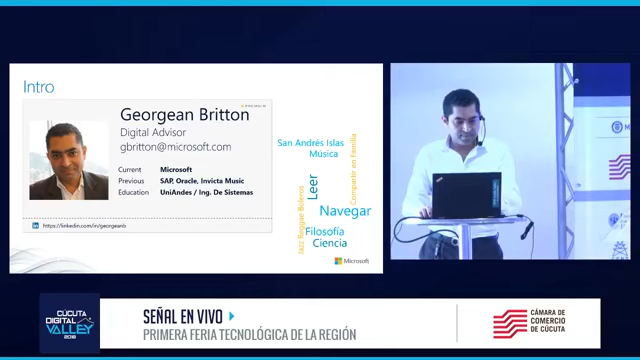 Intro
Georgean Britton
Digital Advisor
gbritton@microsoft.com
Current Microsoft
Previous SAP, Oracle, Invicta Music
Education UniAndes / Ing. De Sistemas
https://linkedin.com/in/georgeanb
San Andrés Islas
Música
Compartir en Familia
Leer
Navegar
Jazz Reggae Boleros
Filosofía
Ciencia
Microsoft
CÚCUTA
DIGITAL
VALLEY
2018
SEÑAL EN VIVO
PRIMERA FERIA TECNOLÓGICA DE LA REGIÓN
CÁMARA DE
COMERCIO
DE CÚCUTA